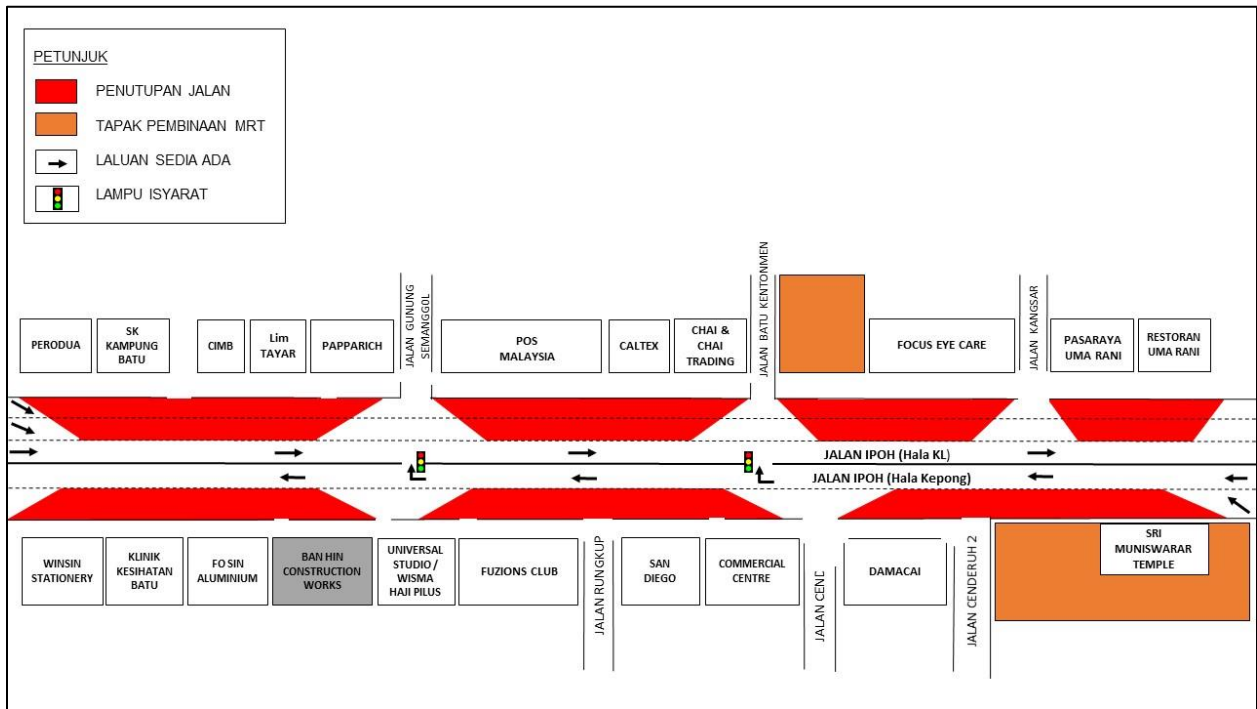 PETUNJUK
PENUTUPAN JALAN
TAPAK PEMBINAAN MRT
LALUAN SEDIA ADA
LAMPU ISYARAT
PERODUA
SK
KAMPUNG
BATU
CIMB
Lim
TAYAR
PAPPARICH
JALAN GUNUNG
SEMANGGOL
POS
MALAYSIA
CALTEX
CHAI &
CHAI
TRADING
JALAN BATU KENTONMEN
FOCUS EYE CARE
JALAN KANGSAR
PASARAYA
UMA RANI
RESTORAN
UMA RANI
JALAN IPOH (Hala KL)
JALAN IPOH (Hala Kepong)
WINSIN
STATIONERY
KLINIK
KESIHATAN
BATU
FO SIN
ALUMINIUM
BAN HIN
CONSTRUCTION
WORKS
UNIVERSAL
STUDIO /
WISMA
HAJI PILUS
FUZIONS CLUB
JALAN RUNGKUP
SAN
DIEGO
COMMERCIAL
CENTRE
JALAN CEND
DAMACAI
JALAN CENDERUH 2
SRI
MUNISWARAR
TEMPLE